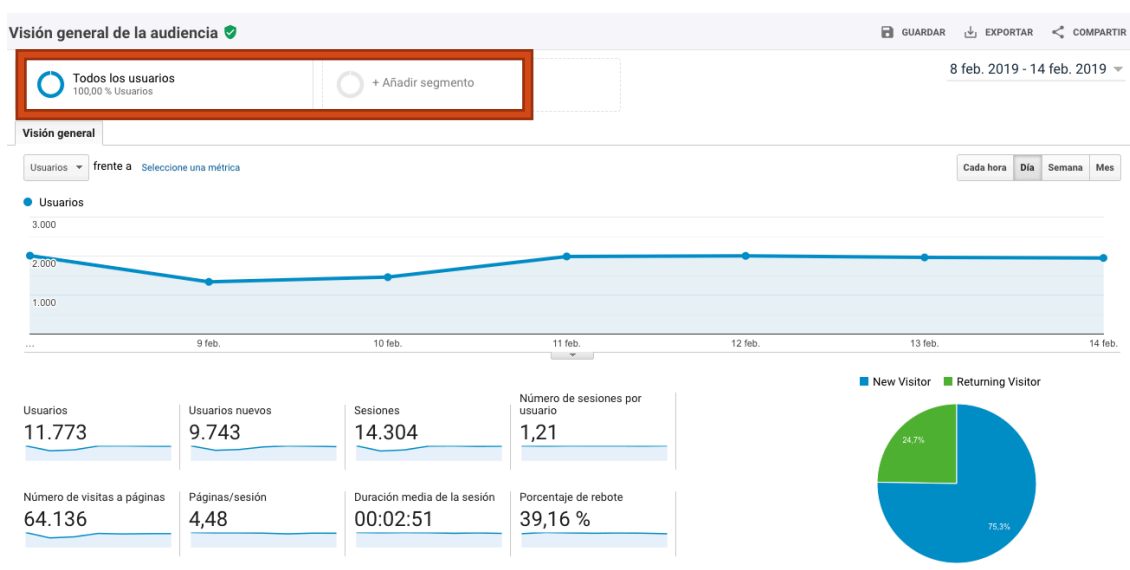 Visión general de la audiencia
GUARDAR EXPORTAR COMPARTIR
Todos los usuarios
100,00 % Usuarios
+ Añadir segmento
8 feb. 2019 - 14 feb. 2019
Visión general
Usuarios frente a Seleccione una métrica
Cada hora Día Semana Mes
Usuarios
3.000
2.000
1.000
... 9 feb. 10 feb. 11 feb. 12 feb. 13 feb. 14 feb.
New Visitor Returning Visitor
Usuarios
11.773
Usuarios nuevos
9.743
Sesiones
14.304
Número de sesiones por
usuario
1,21
Número de visitas a páginas
64.136
Páginas/sesión
4,48
Duración media de la sesión
00:02:51
Porcentaje de rebote
39,16 %
24,7%
75,3%